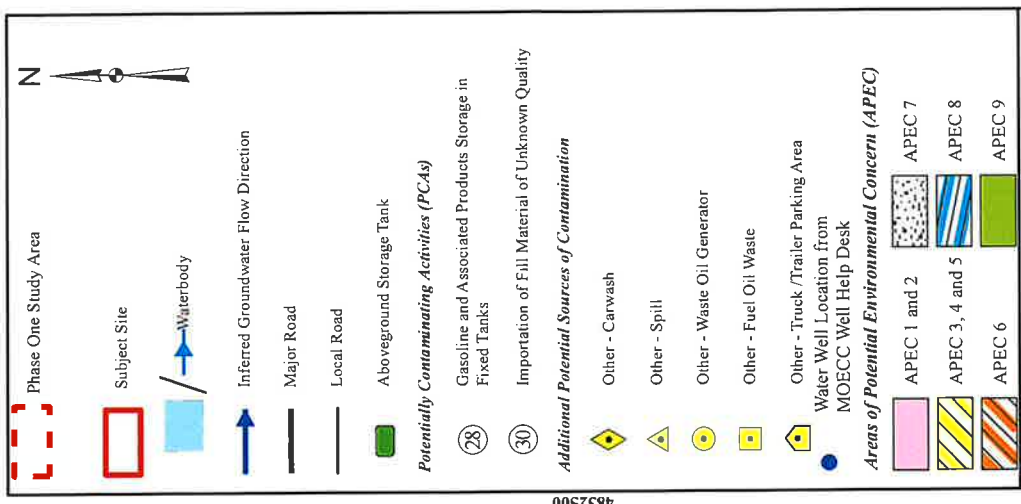 N
Phase One Study Area
Subject Site
Waterbody
Inferred Groundwater Flow Direction
Major Road
Local Road
Aboveground Storage Tank
Potentially Contaminating Activities (PCAs)
28
Gasoline and Associated Products Storage in
Fixed Tanks
30
Importation of Fill Material of Unknown Quality
Additional Potential Sources of Contamination
Other - Carwash
Other - Spill
Other - Waste Oil Generator
Other - Fuel Oil Waste
Other - Truck /Trailer Parking Area
Water Well Location from
MOECC Well Help Desk
Areas of Potential Environmental Concern (APEC)
APEC 1 and 2
APEC 7
APEC 3, 4 and 5
APEC 8
APEC 6
APEC 9
4832500